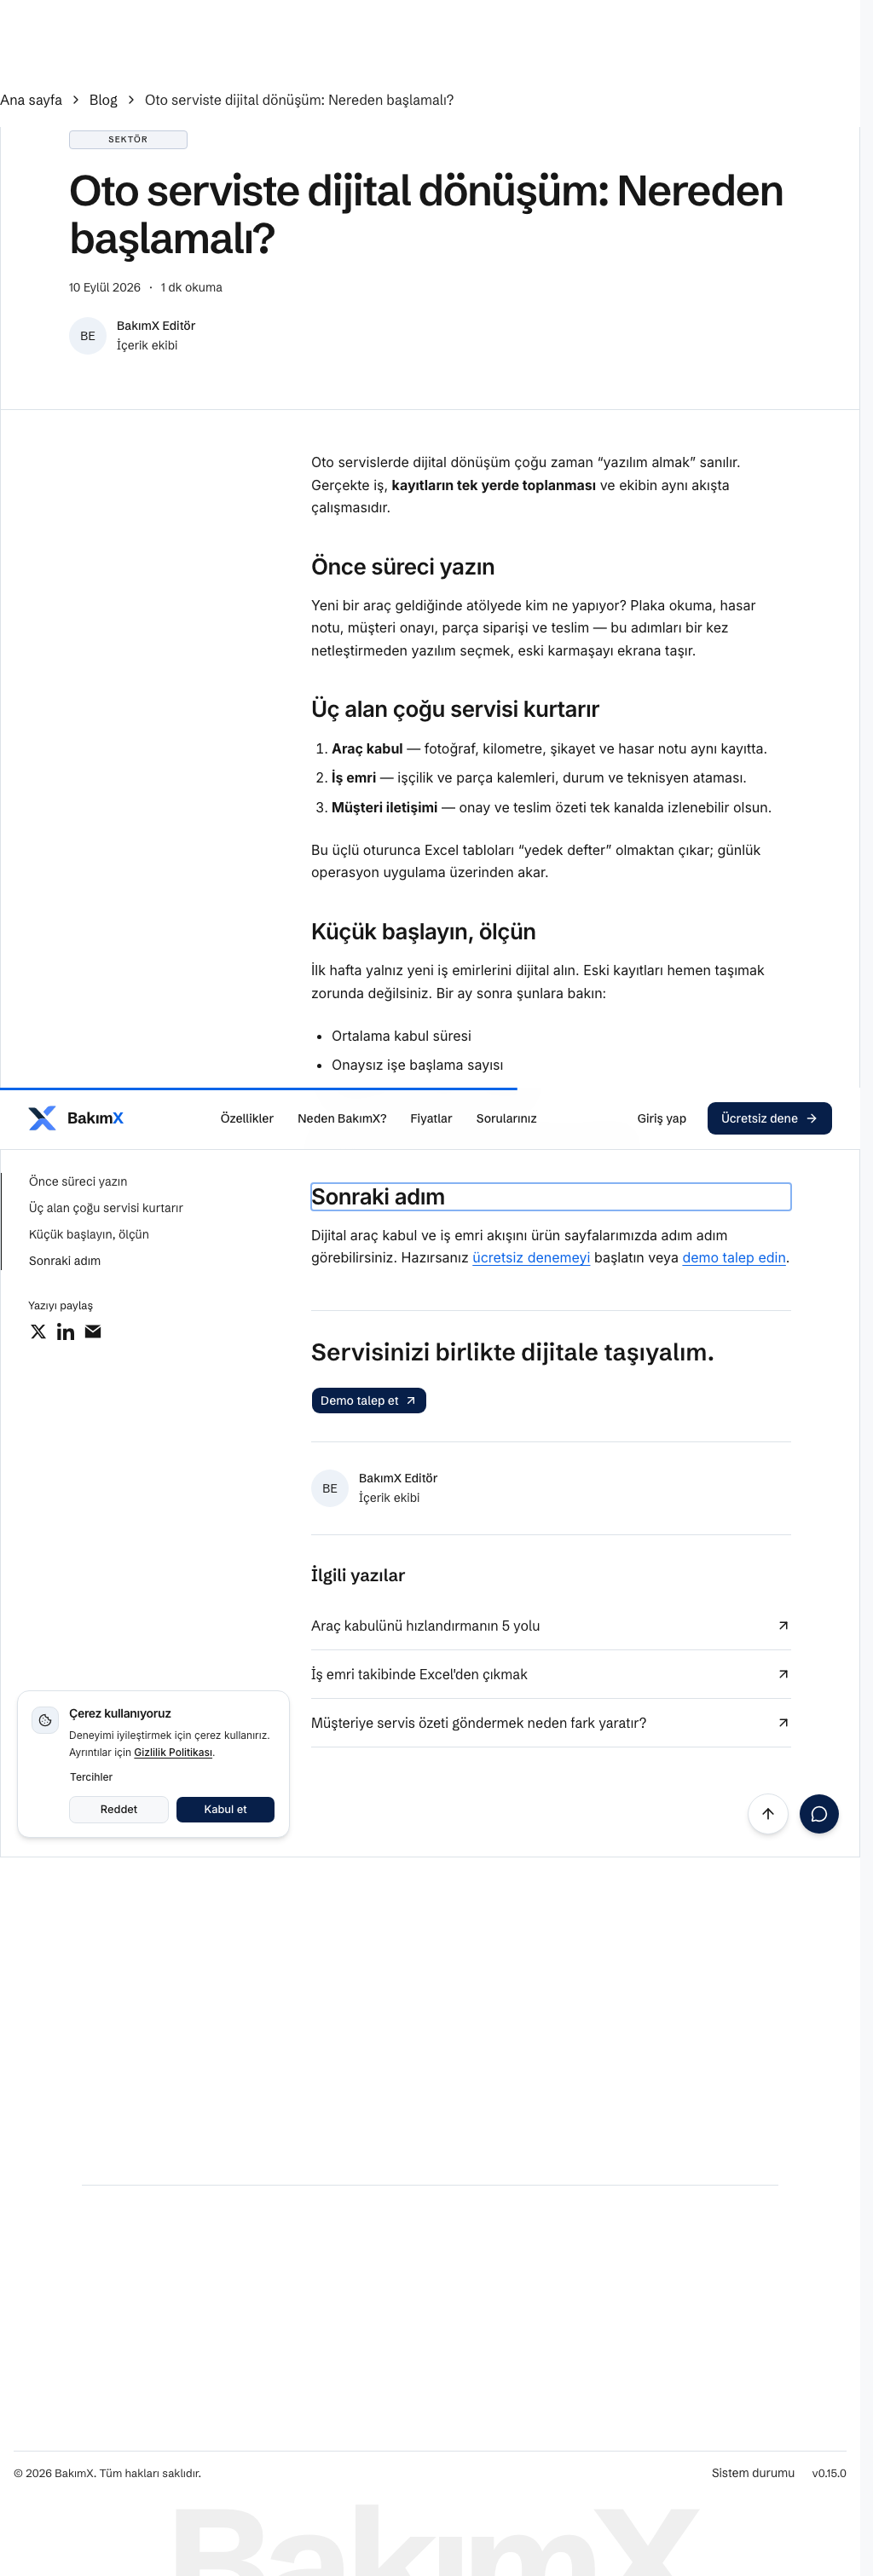 Ana sayfa > Blog > Oto serviste dijital dönüşüm: Nereden başlamalı?
SEKTÖR
Oto serviste dijital dönüşüm: Nereden
başlamalı?
10 Eylül 2026 · 1 dk okuma
BE
BakımX Editör
İçerik ekibi
Oto servislerde dijital dönüşüm çoğu zaman “yazılım almak” sanılır.
Gerçekte iş, kayıtların tek yerde toplanması ve ekibin aynı akışta
çalışmasıdır.
Önce süreci yazın
Yeni bir araç geldiğinde atölyede kim ne yapıyor? Plaka okuma, hasar
notu, müşteri onayı, parça siparişi ve teslim — bu adımları bir kez
netleştirmeden yazılım seçmek, eski karmaşayı ekrana taşır.
Üç alan çoğu servisi kurtarır
1. Araç kabul — fotoğraf, kilometre, şikayet ve hasar notu aynı kayıtta.
2. İş emri — işçilik ve parça kalemleri, durum ve teknisyen ataması.
3. Müşteri iletişimi — onay ve teslim özeti tek kanalda izlenebilir olsun.
Bu üçlü oturunca Excel tabloları “yedek defter” olmaktan çıkar; günlük
operasyon uygulama üzerinden akar.
Küçük başlayın, ölçün
İlk hafta yalnız yeni iş emirlerini dijital alın. Eski kayıtları hemen taşımak
zorunda değilsiniz. Bir ay sonra şunlara bakın:
• Ortalama kabul süresi
• Onaysız işe başlama sayısı
BakımX
Özellikler
Neden BakımX?
Fiyatlar
Sorularınız
Giriş yap
Ücretsiz dene
Önce süreci yazın
Üç alan çoğu servisi kurtarır
Küçük başlayın, ölçün
Sonraki adım
Yazıyı paylaş
Sonraki adım
Dijital araç kabul ve iş emri akışını ürün sayfalarımızda adım adım
görebilirsiniz. Hazırsanız ücretsiz denemeyi başlatın veya demo talep edin.
Servisinizi birlikte dijitale taşıyalım.
Demo talep et
BE
BakımX Editör
İçerik ekibi
İlgili yazılar
Araç kabulünü hızlandırmanın 5 yolu
İş emri takibinde Excel'den çıkmak
Müşteriye servis özeti göndermek neden fark yaratır?
Çerez kullanıyoruz
Deneyimi iyileştirmek için çerez kullanırız.
Ayrıntılar için Gizlilik Politikası.
Tercihler
Reddet
Kabul et
© 2026 BakımX. Tüm hakları saklıdır.
Sistem durumu
v0.15.0
BakımX